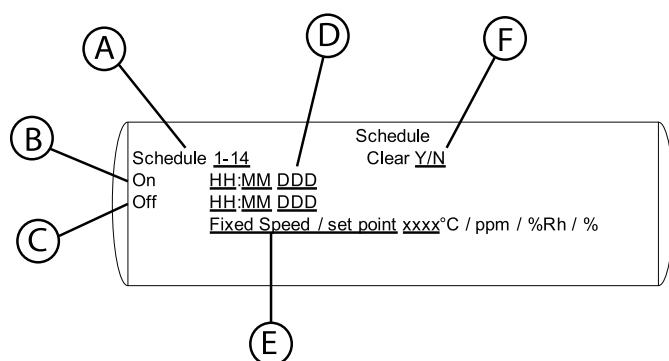 D
F
A
B
C
Schedule
Schedule 1-14 Clear Y/N
On HH:MM DDD
Off HH:MM DDD
Fixed Speed / set point xxxx°C / ppm / %Rh / %
E